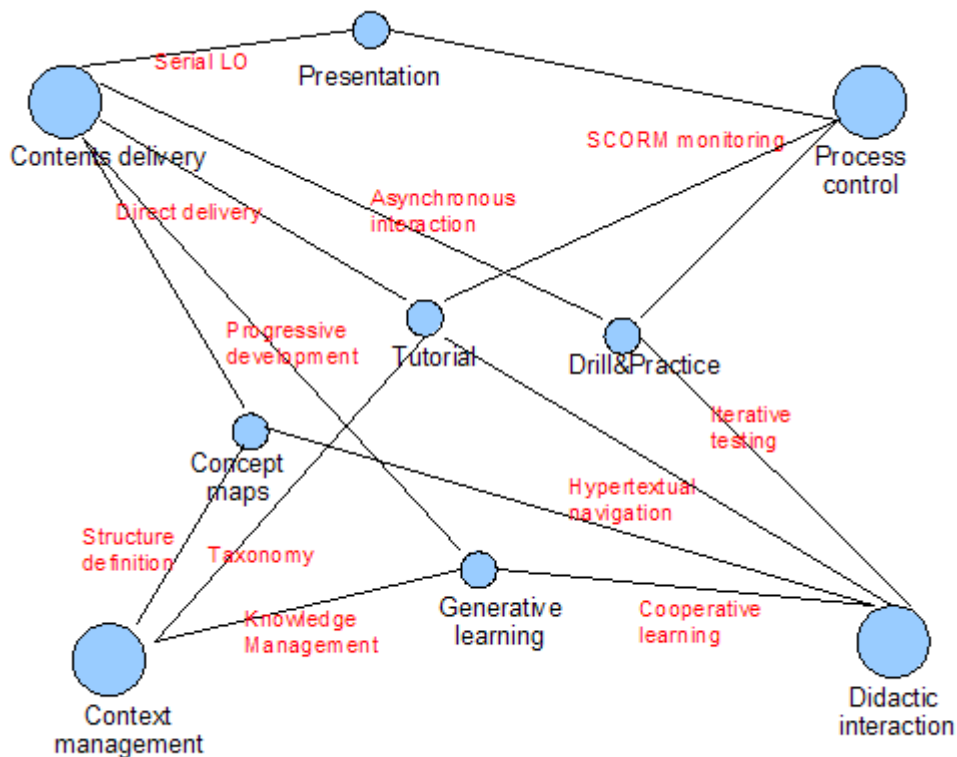 Serial LO
Presentation
Contents delivery
SCORM monitoring
Process
control
Direct delivery
Asynchronous
interaction
Progressive
development
Tutorial
Drill&Practice
Iterative
testing
Concept
maps
Hypertextual
navigation
Structure
definition
Taxonomy
Knowledge
Management
Generative
learning
Cooperative
learning
Context
management
Didactic
interaction